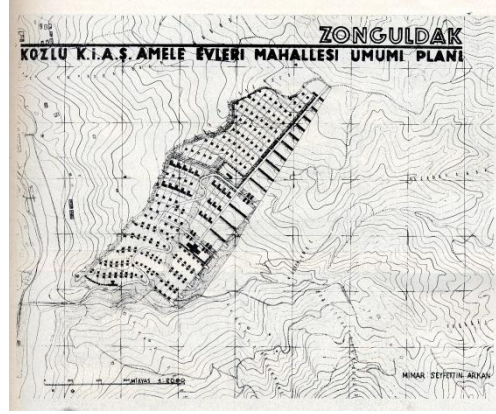 ZONGULDAK
KOZLU K.İ.A.Ş. AMELE EVLERİ MAHALLESİ UMUMİ PLANI
MİMAR SEYFETTİN ARKAN